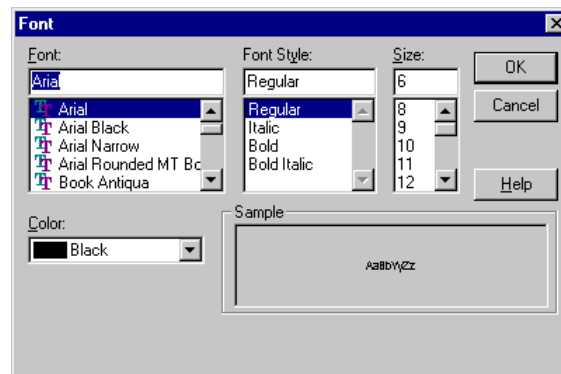 Font
Font: Font Style: Size:
Arial Regular 6 OK
Arial Regular 8 Cancel
Arial Black Italic 9
Arial Narrow Bold 10
Arial Rounded MT Bo Bold Italic 11
Book Antiqua 12 Help
Color: Sample
Black AaBbYyZz